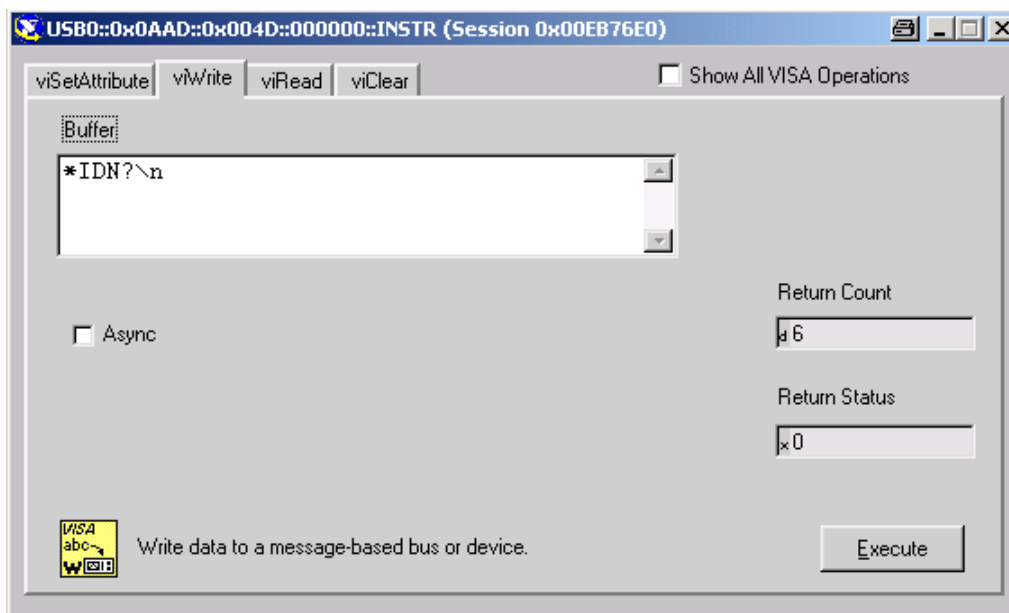 USB0::0x0AAD::0x004D::000000::INSTR (Session 0x00EB76E0)
viSetAttribute viWrite viRead viClear Show All VISA Operations
Buffer
*IDN?\n
Return Count
d 6
Async
Return Status
x 0
VISA
abc
W
Write data to a message-based bus or device.
Execute